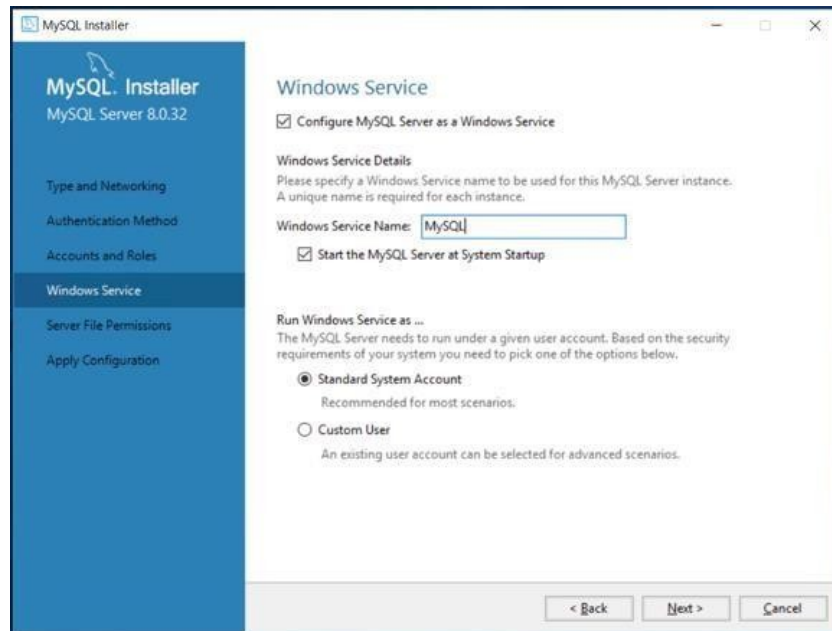 MySQL Installer
MySQL. Installer
MySQL Server 8.0.32
Type and Networking
Authentication Method
Accounts and Roles
Windows Service
Server File Permissions
Apply Configuration
Windows Service
Configure MySQL Server as a Windows Service
Windows Service Details
Please specify a Windows Service name to be used for this MySQL Server instance.
A unique name is required for each instance.
Windows Service Name: MySQL
Start the MySQL Server at System Startup
Run Windows Service as ...
The MySQL Server needs to run under a given user account. Based on the security
requirements of your system you need to pick one of the options below.
Standard System Account
Recommended for most scenarios.
Custom User
An existing user account can be selected for advanced scenarios.
< Back Next > Cancel